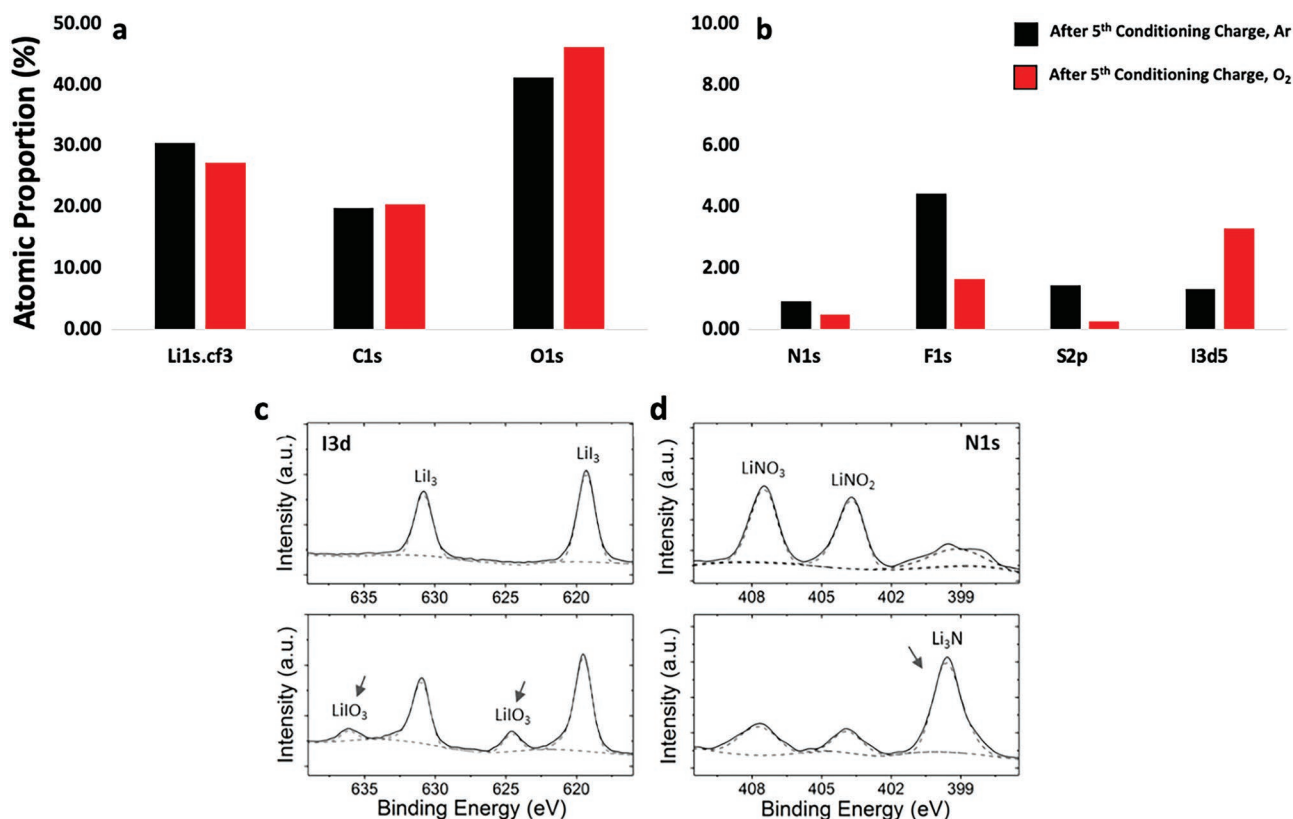 a
50.00
40.00
30.00
20.00
10.00
0.00
Atomic Proportion (%)
Li1s.cf3 C1s O1s
b
10.00
8.00
6.00
4.00
2.00
0.00
N1s F1s S2p I3d5
After 5th Conditioning Charge, Ar
After 5th Conditioning Charge, O2
c
I3d
Intensity (a.u.)
LiI3 LiI3
635 630 625 620
Intensity (a.u.)
LiIO3 LiIO3
635 630 625 620
Binding Energy (eV)
d
N1s
Intensity (a.u.)
LiNO3 LiNO2
408 405 402 399
Intensity (a.u.)
Li3N
408 405 402 399
Binding Energy (eV)